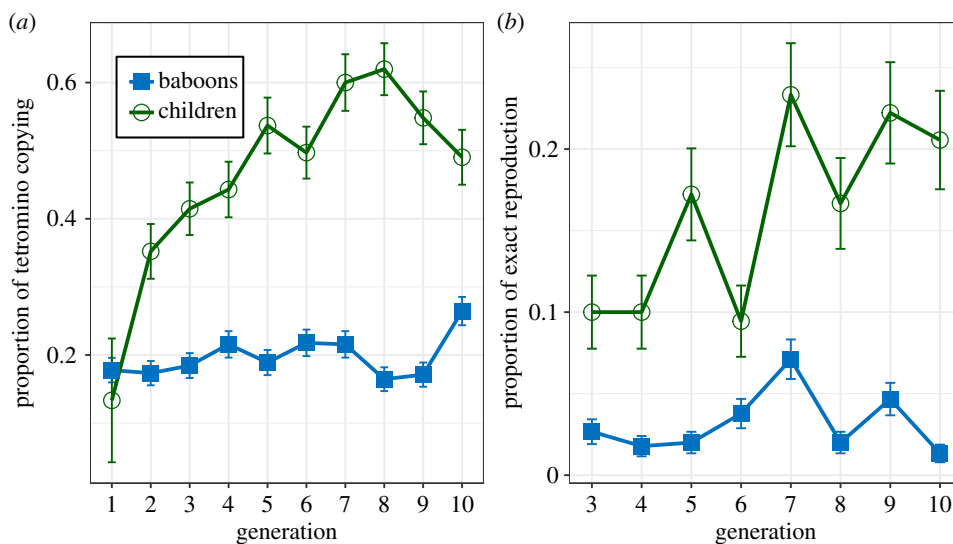 (a)
baboons
children
0.6
0.4
0.2
proportion of tetromino copying
1 2 3 4 5 6 7 8 9 10
generation
(b)
0.2
0.1
0
proportion of exact reproduction
3 4 5 6 7 8 9 10
generation